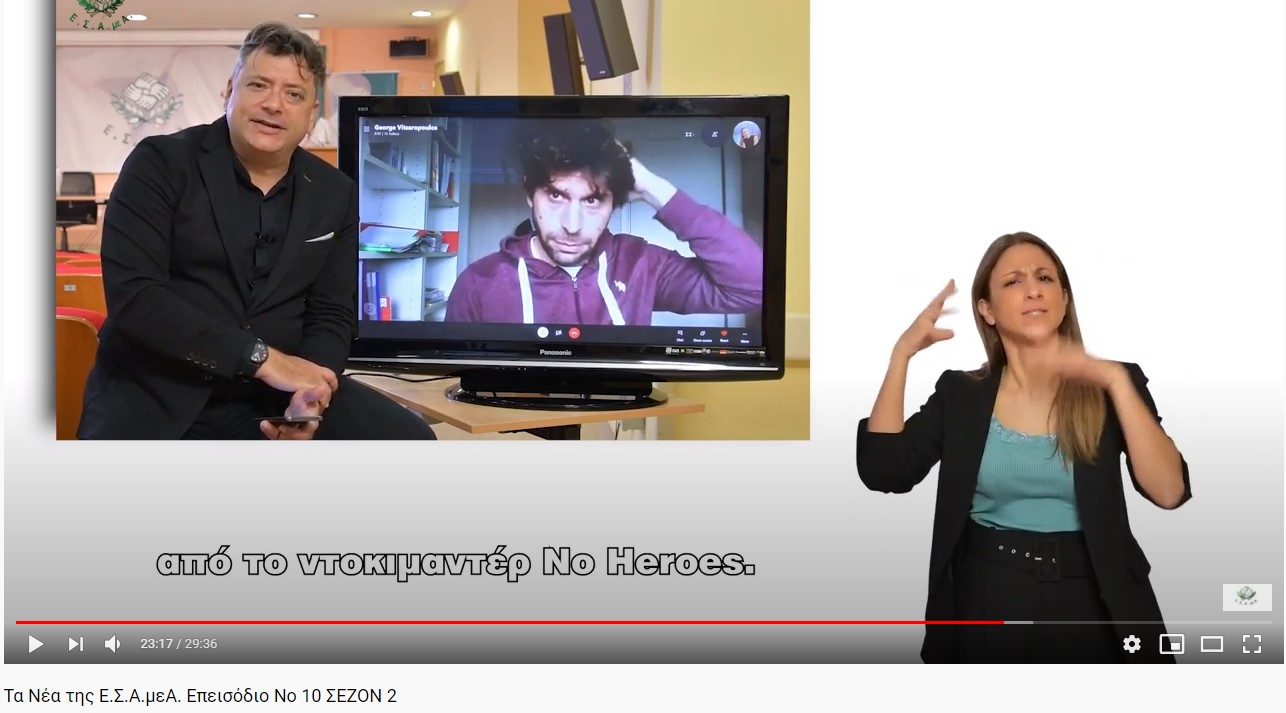 Ε.Σ.Α.μεΑ.
Ε.Σ
George Vitsaropoulos
Panasonic
από το ντοκιμαντέρ No Heroes.
23:17 / 29:36
Τα Νέα της Ε.Σ.Α.μεΑ. Επεισόδιο Νο 10 ΣΕΖΟΝ 2